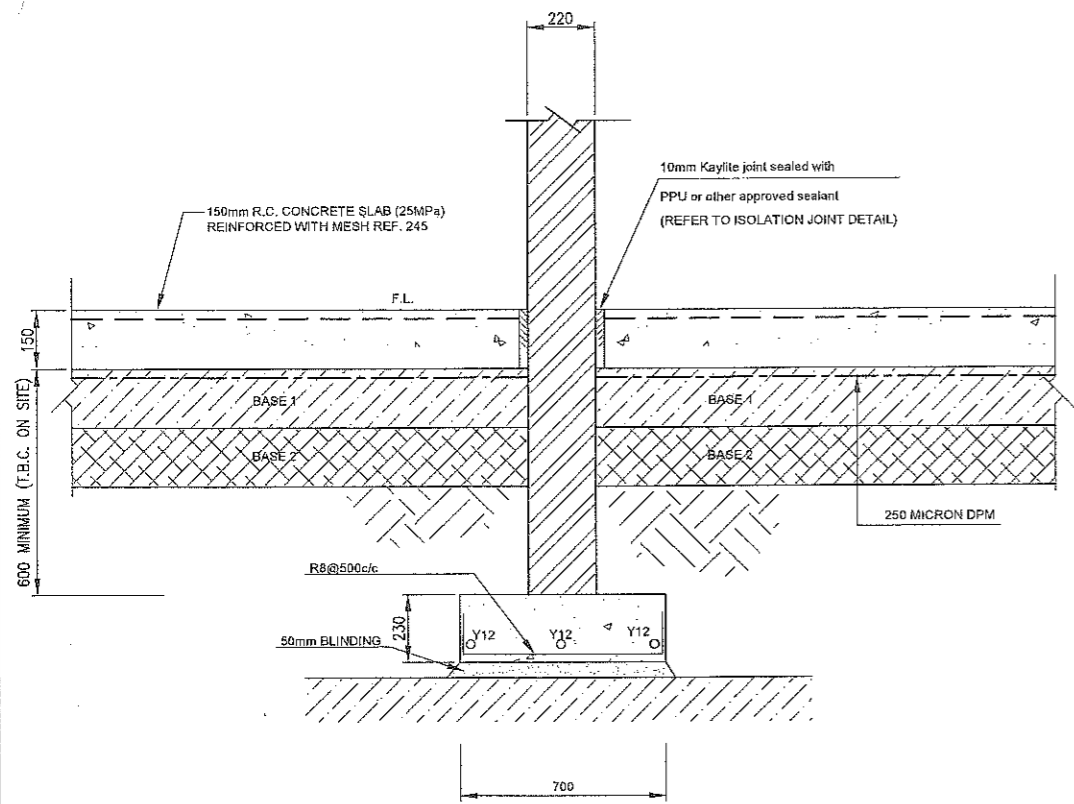 220
10mm Kaylite joint sealed with
PPU or other approved sealant
(REFER TO ISOLATION JOINT DETAIL)
150mm R.C. CONCRETE SLAB (25MPa)
REINFORCED WITH MESH REF. 245
F.L.
150
BASE 1
BASE 1
BASE 2
BASE 2
600 MINIMUM (T.B.C. ON SITE)
250 MICRON DPM
R8@500c/c
230
Y12
Y12
Y12
50mm BLINDING
700